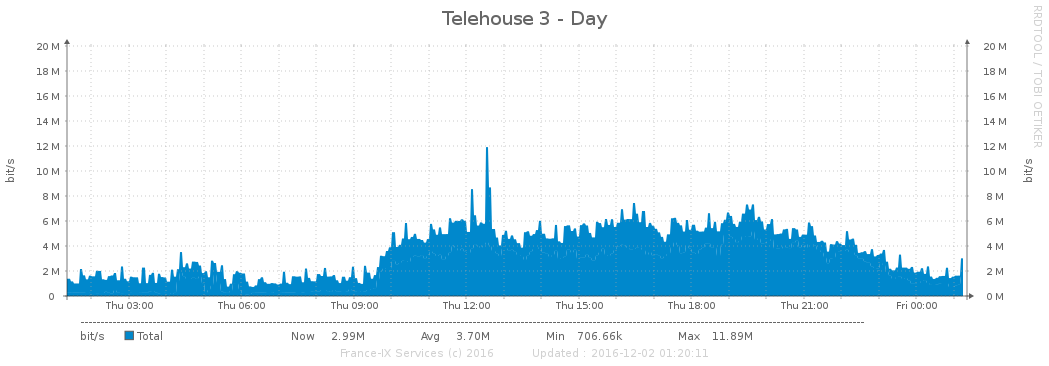 Telehouse 3 - Day
RRDTOOL / TOBI OETIKER
bit/s
20 M 20 M
18 M 18 M
16 M 16 M
14 M 14 M
12 M 12 M
10 M 10 M
8 M 8 M
6 M 6 M
4 M 4 M
2 M 2 M
0 0 M
bit/s
Thu 03:00 Thu 06:00 Thu 09:00 Thu 12:00 Thu 15:00 Thu 18:00 Thu 21:00 Fri 00:00
bit/s Total Now 2.99M Avg 3.70M Min 706.66k Max 11.89M
France-IX Services (c) 2016 Updated : 2016-12-02 01:20:11